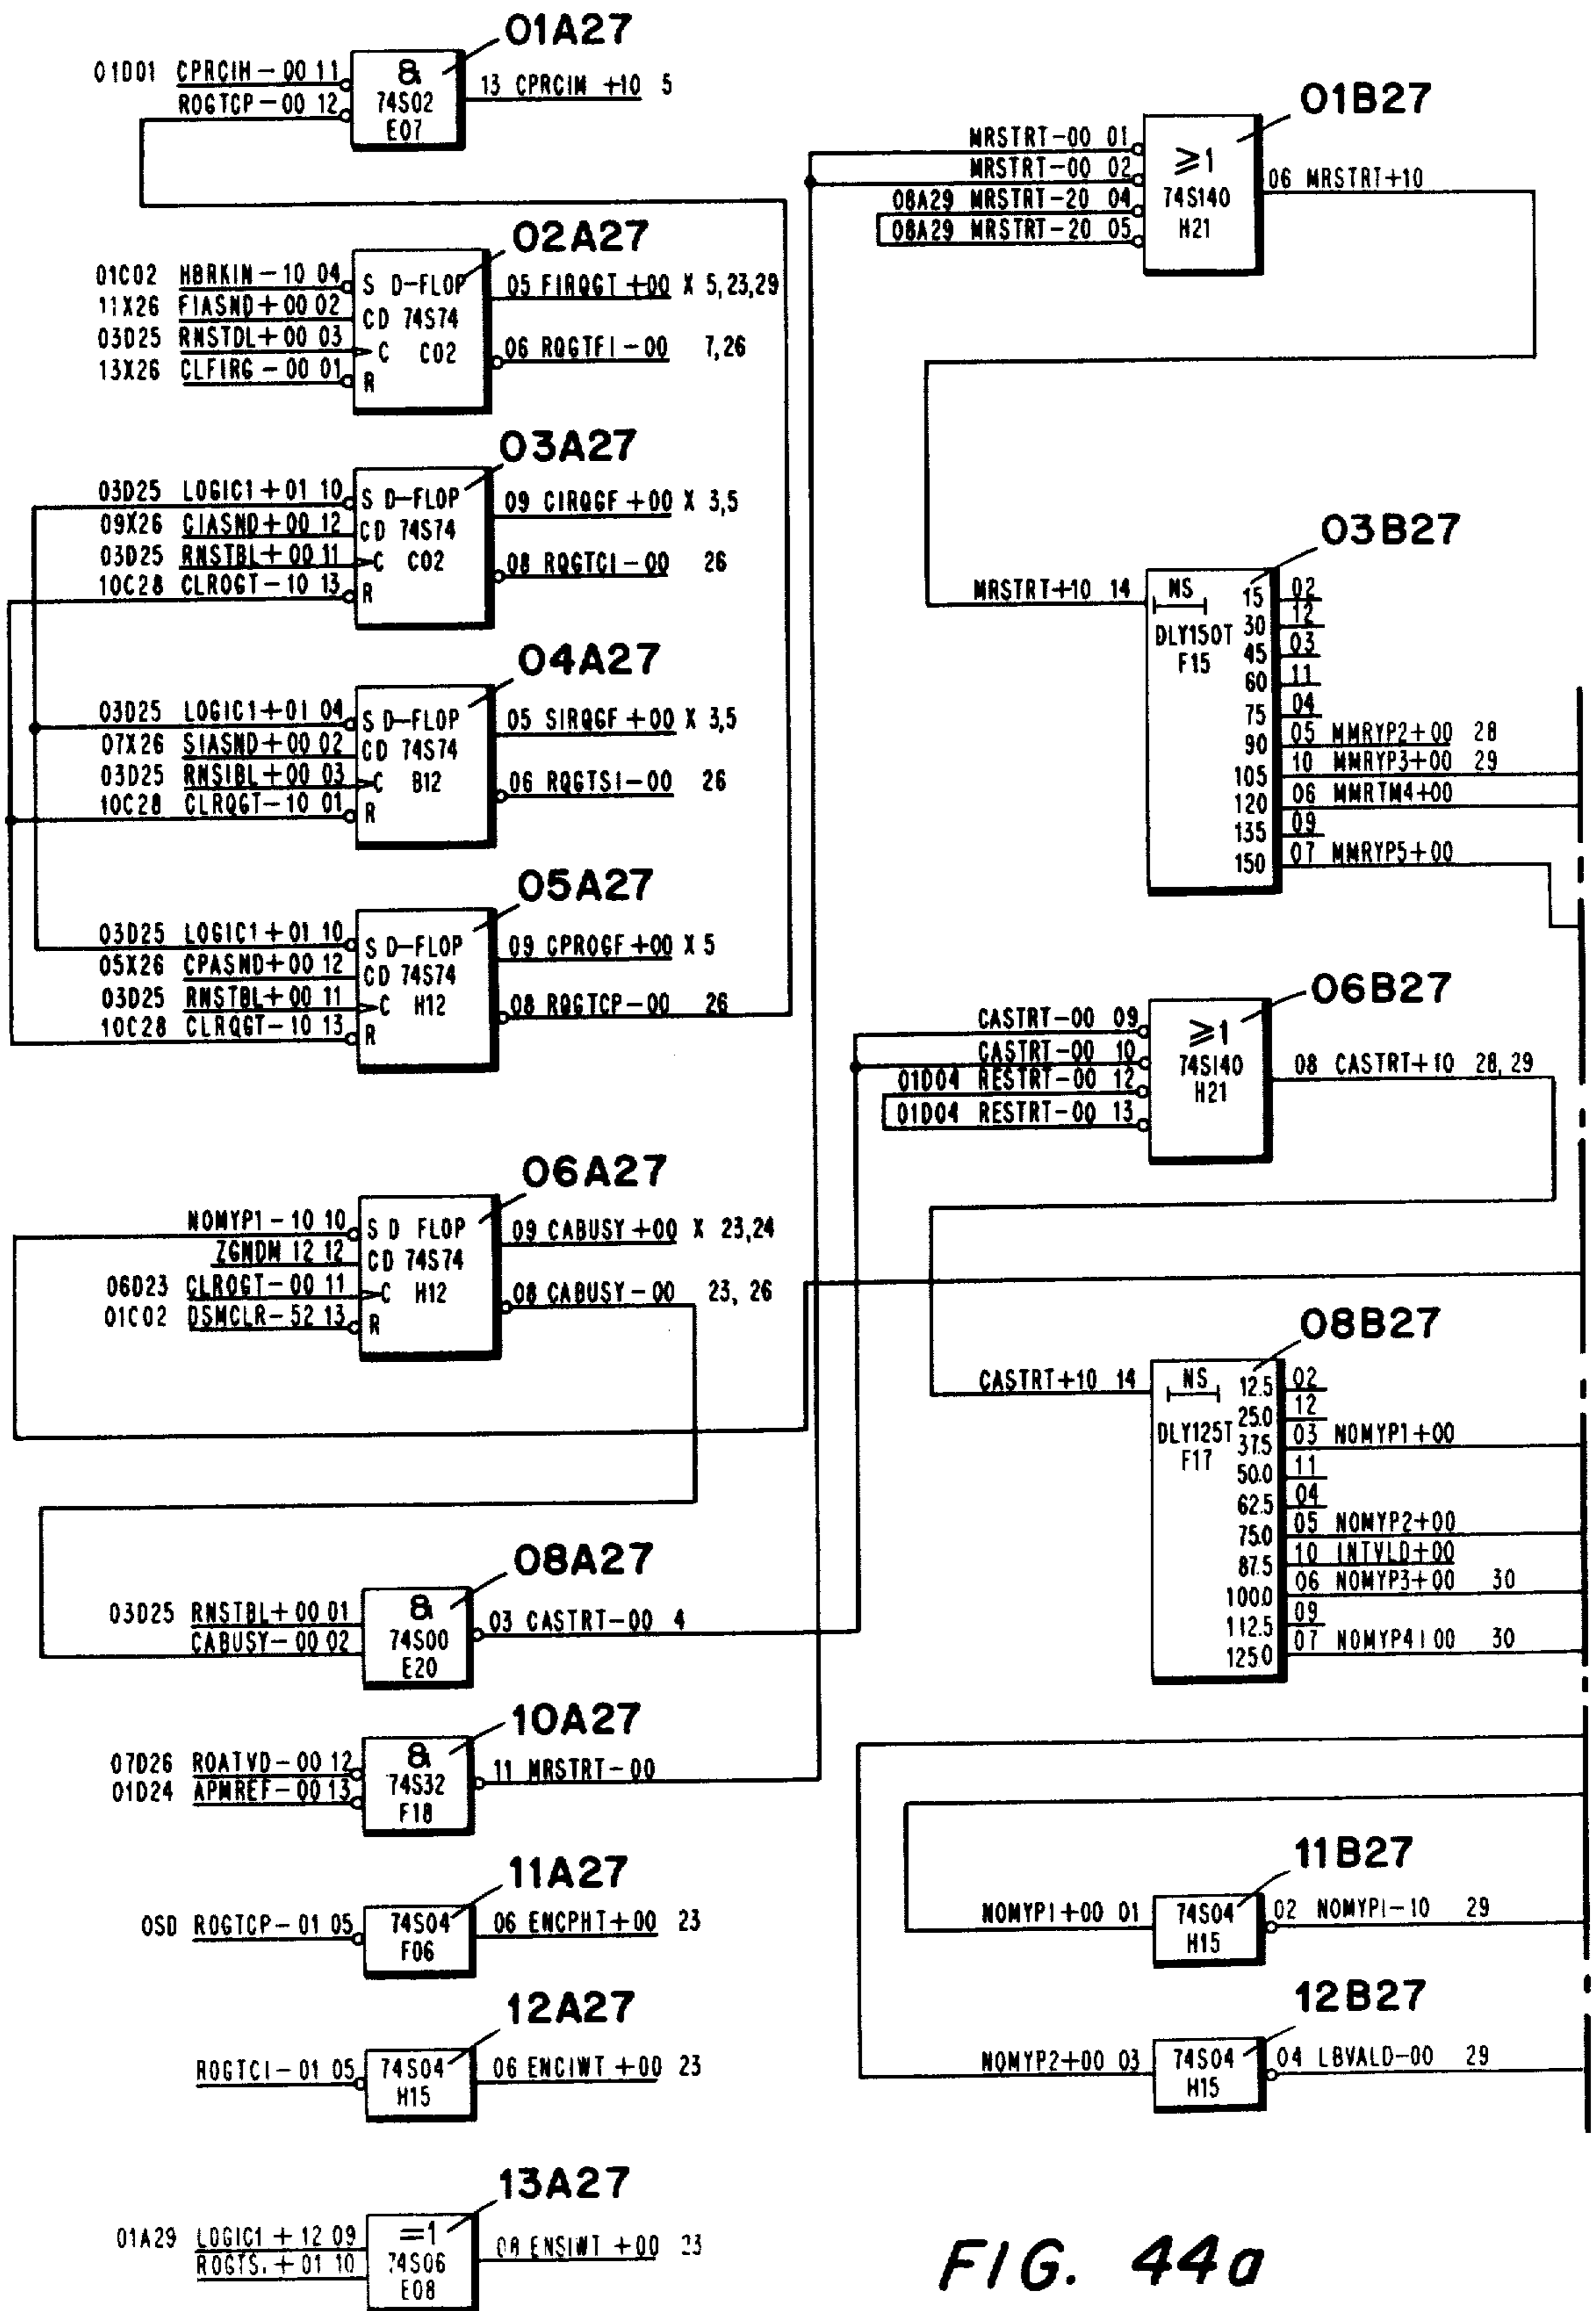 01A27
01D01 CPRCIH-00 11
ROGTCP-00 12
&
74S02
E07
13 CPRCIM +10 5
02A27
01C02 HBRKIN-10 04
11X26 FIASND+00 02
03D25 RNSTDL+00 03
13X26 CLFIRG-00 01
S D-FLOP
CD 74S74
C C02
R
05 FIRQGT +00 X 5,23,29
06 RQGTFI-00 7,26
03A27
03D25 LOGIC1+01 10
09X26 CIASND+00 12
03D25 RNSTBL+00 11
10C28 CLROGT-10 13
S D-FLOP
CD 74S74
C C02
R
09 CIRQGF +00 X 3,5
08 RQGTCI-00 26
04A27
03D25 LOGIC1+01 04
07X26 SIASND+00 02
03D25 RNSIBL+00 03
10C28 CLRQGT-10 01
S D-FLOP
CD 74S74
C B12
R
05 SIRQGF +00 X 3,5
06 RQGTSI-00 26
05A27
03D25 LOGIC1+01 10
05X26 CPASND+00 12
03D25 RNSTBL+00 11
10C28 CLRQGT-10 13
S D-FLOP
CD 74S74
C H12
R
09 CPROGF +00 X 5
08 RQGTCP-00 26
06A27
NOMYP1-10 10
ZGNDM 12 12
06D23 CLROGT-00 11
01C02 DSMCLR-52 13
S D FLOP
CD 74S74
C H12
R
09 CABUSY +00 X 23,24
08 CABUSY-00 23, 26
08A27
03D25 RNSTBL+00 01
CABUSY-00 02
&
74S00
E20
03 CASTRT-00 4
10A27
07D26 ROATVD-00 12
01D24 APMREF-00 13
&
74S32
F18
11 MRSTRT-00
11A27
0SD ROGTCP-01 05
74S04
F06
06 ENCPHT+00 23
12A27
ROGTCI-01 05
74S04
H15
06 ENCIWT +00 23
13A27
01A29 LOGIC1 + 12 09
ROGTS. + 01 10
=1
74S06
E08
08 ENSIWT +00 23
01B27
MRSTRT-00 01
MRSTRT-00 02
08A29 MRSTRT-20 04
08A29 MRSTRT-20 05
≥1
74S140
H21
06 MRSTRT+10
03B27
MRSTRT+10 14
NS
DLY150T
F15
15 02
30 12
45 03
60 11
75 04
90 05 MMRYP2+00 28
105 10 MMRYP3+00 29
120 06 MMRTM4+00
135 09
150 07 MMRYP5+00
06B27
CASTRT-00 09
CASTRT-00 10
01D04 RESTRT-00 12
01D04 RESTRT-00 13
≥1
74S140
H21
08 CASTRT+10 28, 29
08B27
CASTRT+10 14
NS
DLY125T
F17
12.5 02
25.0 12
37.5 03 NOMYP1+00
50.0 11
62.5 04
75.0 05 NOMYP2+00
87.5 10 INTVLD+00
100.0 06 NOMYP3+00 30
112.5 09
125.0 07 NOMYP4I00 30
11B27
NOMYP1+00 01
74S04
H15
02 NOMYPI-10 29
12B27
NOMYP2+00 03
74S04
H15
04 LBVALD-00 29
FIG. 44a